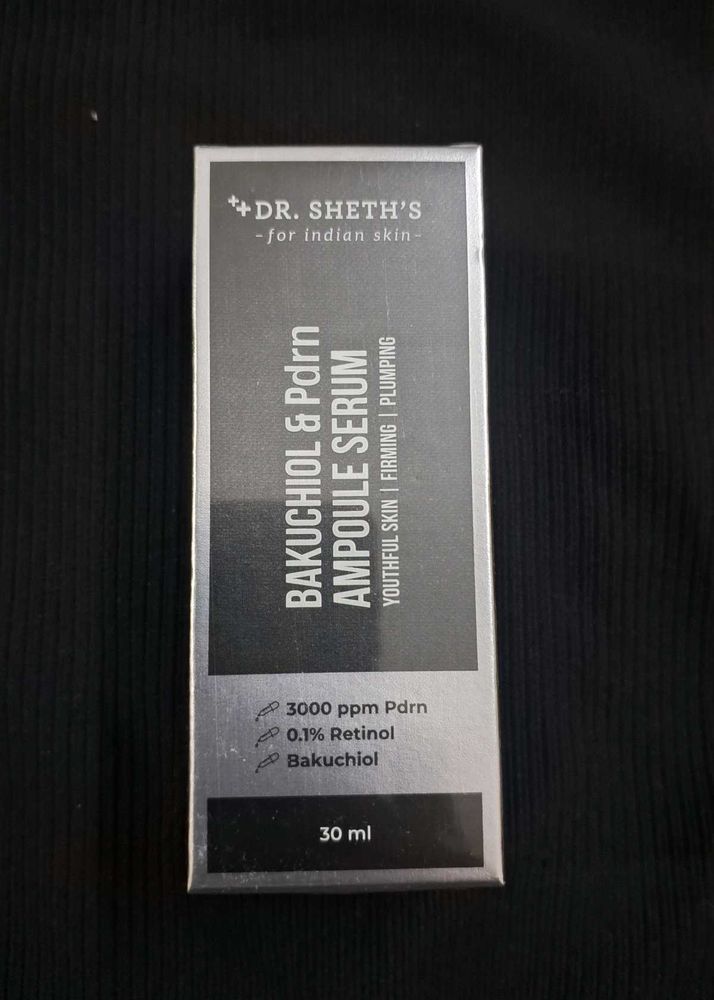 DR. SHETH'S
-for indian skin-
BAKUCHIOL & Pdrn
AMPOULE SERUM
YOUTHFUL SKIN | FIRMING | PLUMPING
3000 ppm Pdrn
0.1% Retinol
Bakuchiol
30 ml